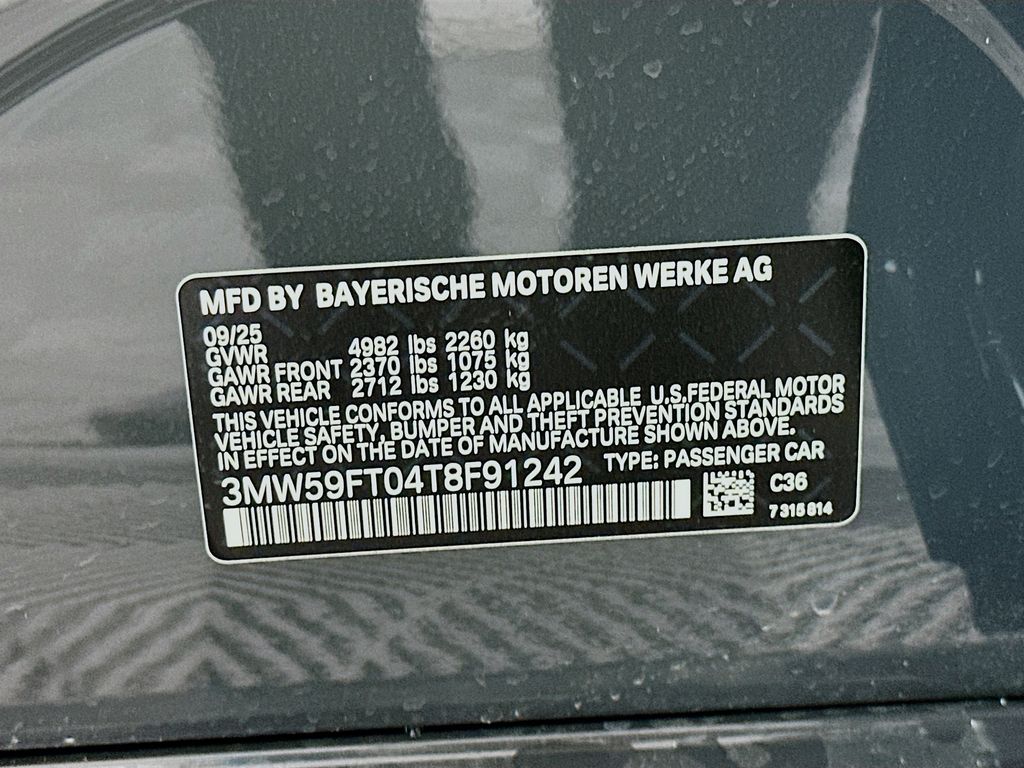 MFD BY BAYERISCHE MOTOREN WERKE AG
09/25
GVWR 4982 lbs 2260 kg
GAWR FRONT 2370 lbs 1075 kg
GAWR REAR 2712 lbs 1230 kg
THIS VEHICLE CONFORMS TO ALL APPLICABLE U.S.FEDERAL MOTOR
VEHICLE SAFETY, BUMPER AND THEFT PREVENTION STANDARDS
IN EFFECT ON THE DATE OF MANUFACTURE SHOWN ABOVE.
3MW59FT04T8F91242 TYPE: PASSENGER CAR
C36
7 315 814